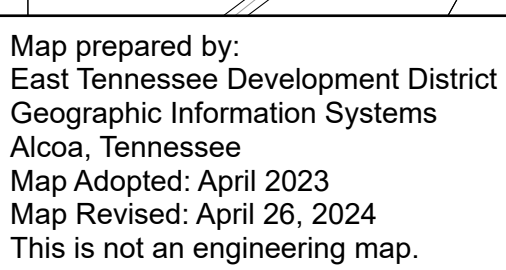 Map prepared by:
East Tennessee Development District
Geographic Information Systems
Alcoa, Tennessee
Map Adopted: April 2023
Map Revised: April 26, 2024
This is not an engineering map.